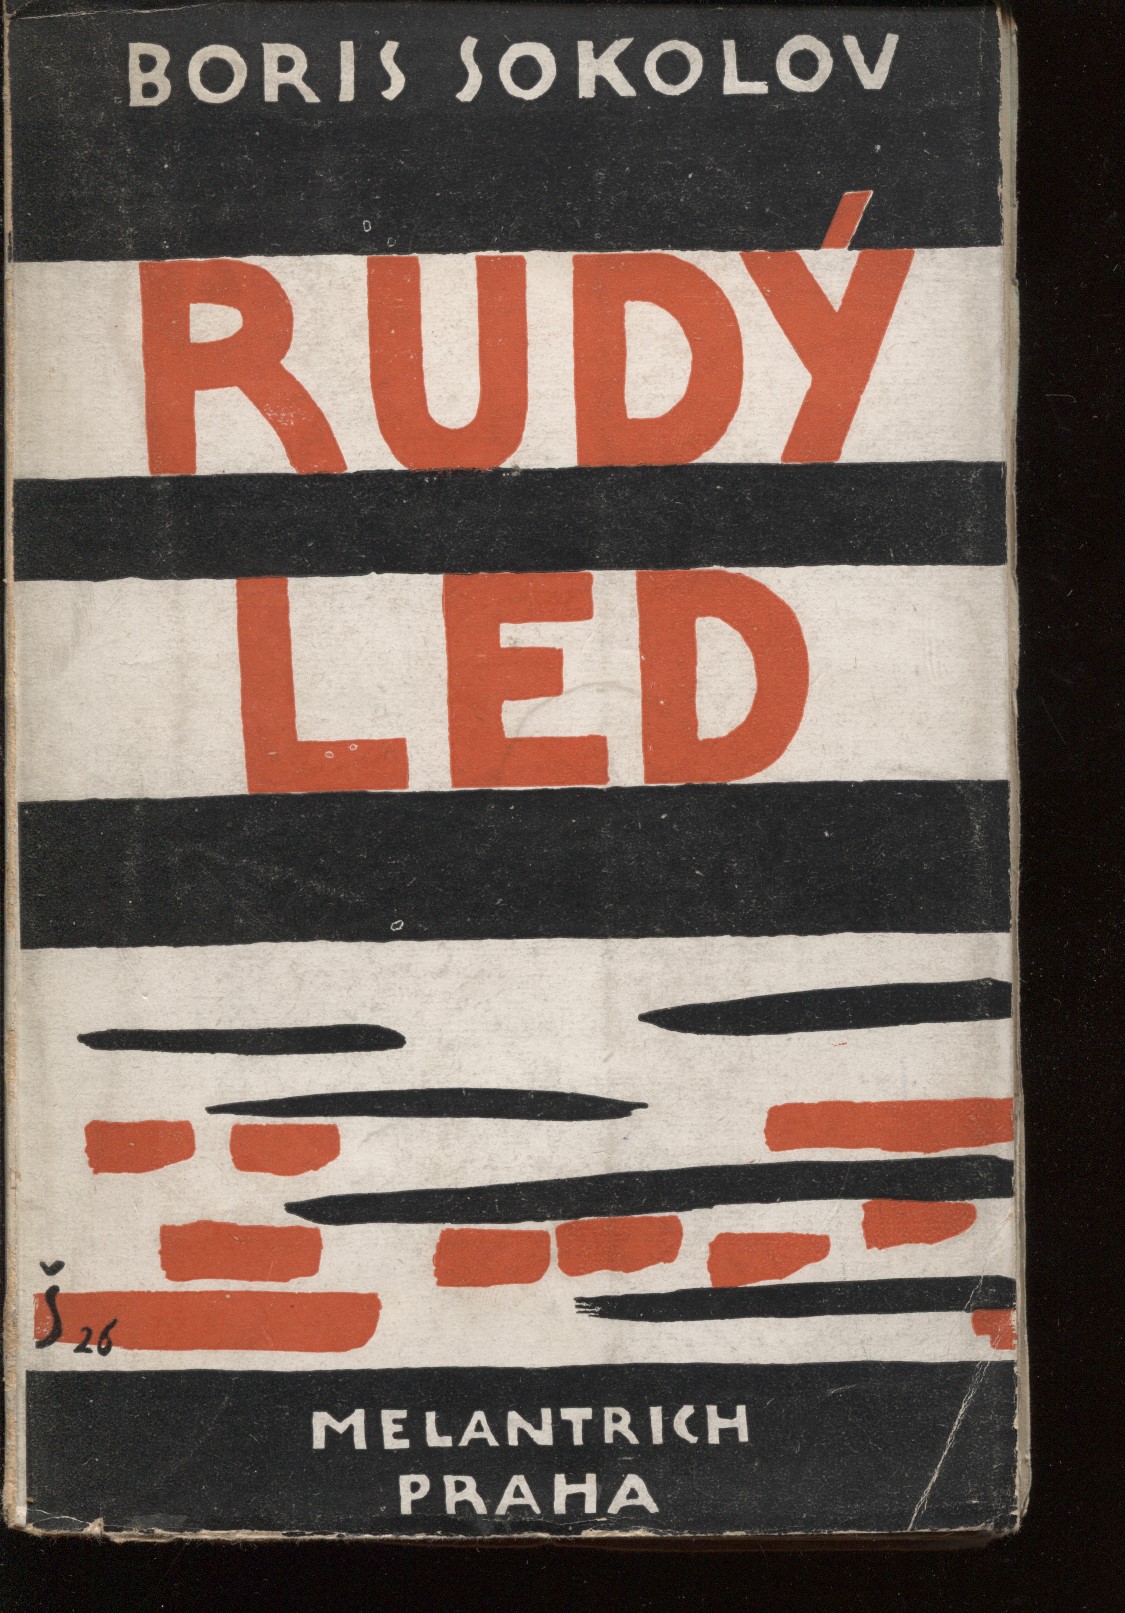 BORIS SOKOLOV
RUDÝ
LED
Š 26
MELANTRICH
PRAHA